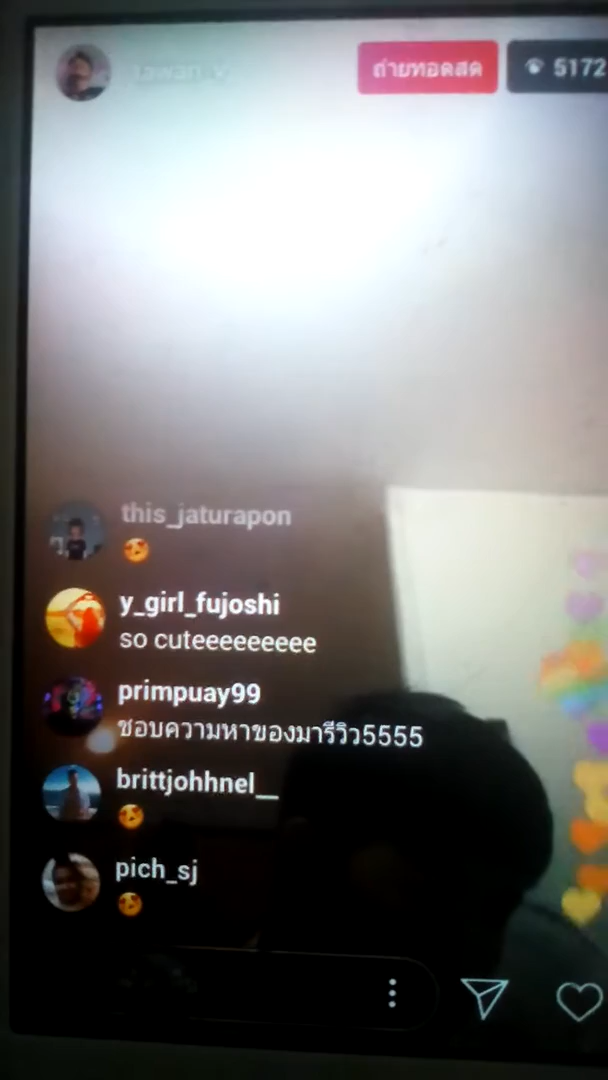 tawan
ถ่ายทอดสด
5172
this_jaturapon
😍
y_girl_fujoshi
so cuteeeeeeeee
primpuay99
ชอบความหาของมารีวิว5555
brittjohhnel__
😍
pich_sj
😍